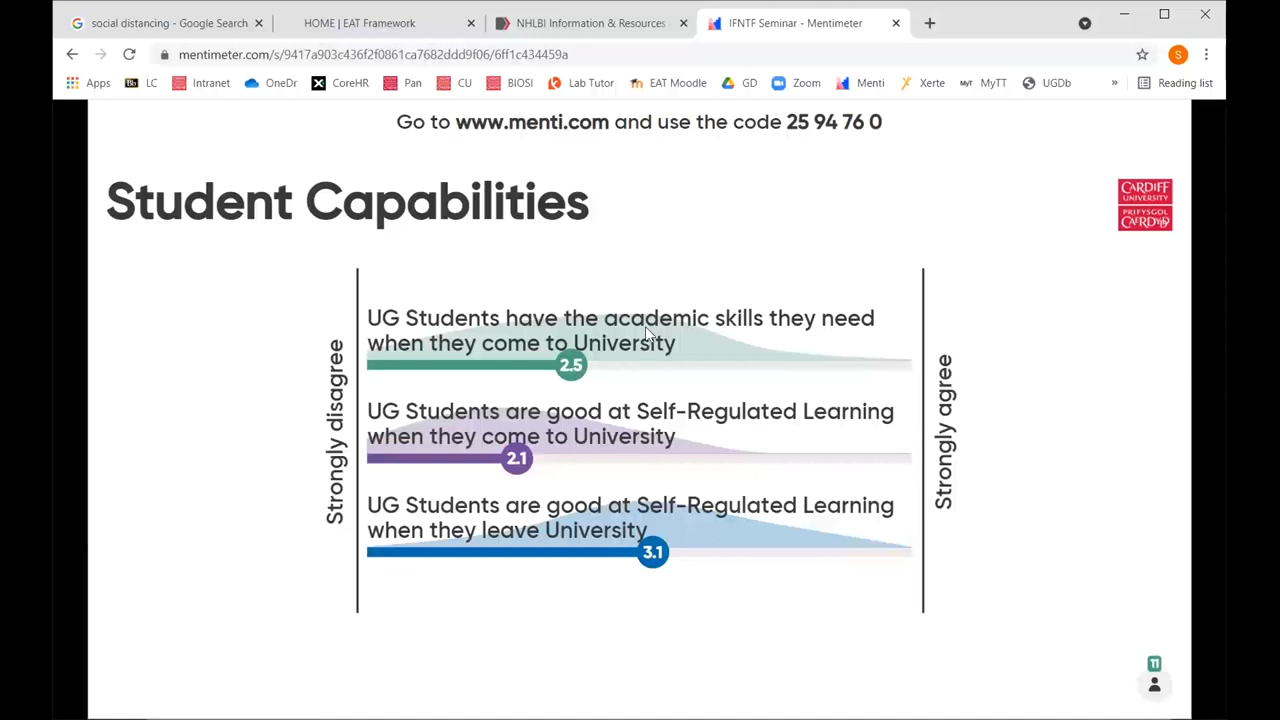 social distancing - Google Search
HOME | EAT Framework
NHLBI Information & Resources
IFNTF Seminar - Mentimeter
mentimeter.com/s/9417a903c436f2f0861ca7682ddd9f06/6ff1c434459a
S
Apps
Bb LC
Intranet
OneDr
CoreHR
Pan
CU
BIOSI
Lab Tutor
EAT Moodle
GD
Zoom
Menti
Xerte
MyT MyTT
UGDb
»
Reading list
Go to www.menti.com and use the code 25 94 76 0
Student Capabilities
CARDIFF
UNIVERSITY
PRIFYSGOL
CAERDYDD
Strongly disagree
UG Students have the academic skills they need
when they come to University
2.5
UG Students are good at Self-Regulated Learning
when they come to University
2.1
UG Students are good at Self-Regulated Learning
when they leave University
3.1
Strongly agree
11